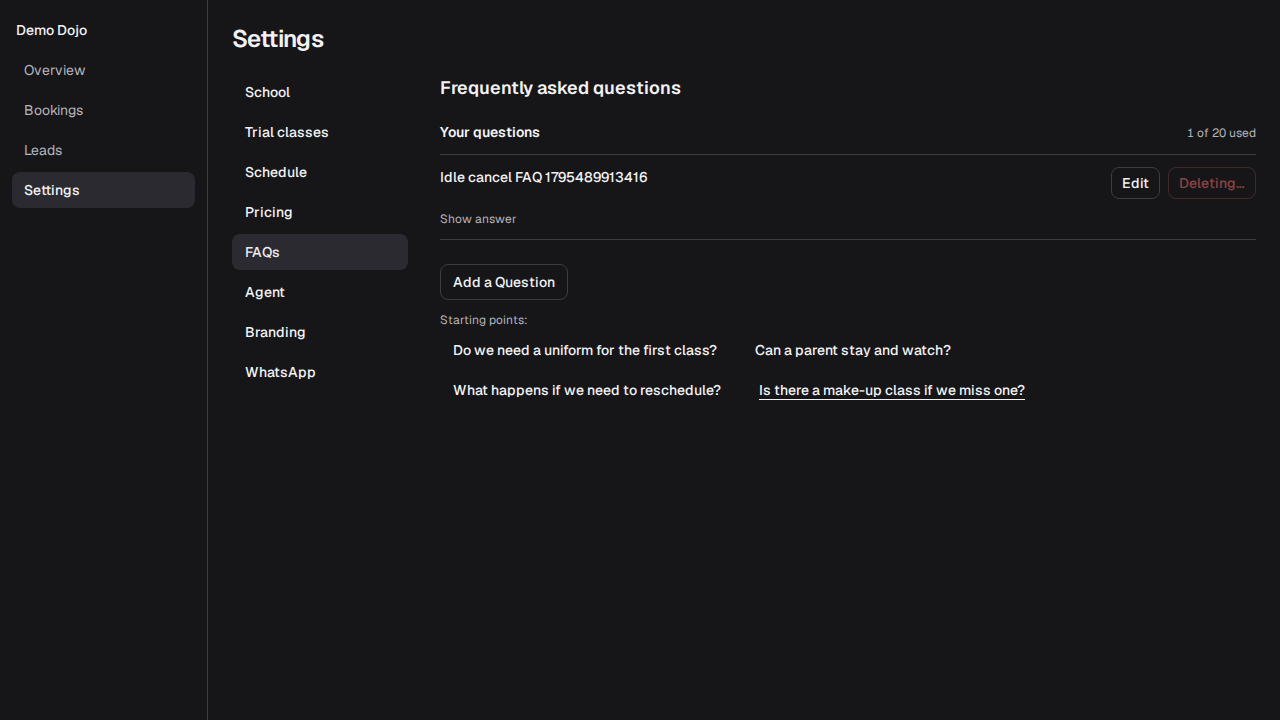 Demo Dojo
Overview
Bookings
Leads
Settings
Settings
School
Trial classes
Schedule
Pricing
FAQs
Agent
Branding
WhatsApp
Frequently asked questions
Your questions 1 of 20 used
Idle cancel FAQ 1795489913416 Edit Deleting…
Show answer
Add a Question
Starting points:
Do we need a uniform for the first class? Can a parent stay and watch?
What happens if we need to reschedule? Is there a make-up class if we miss one?